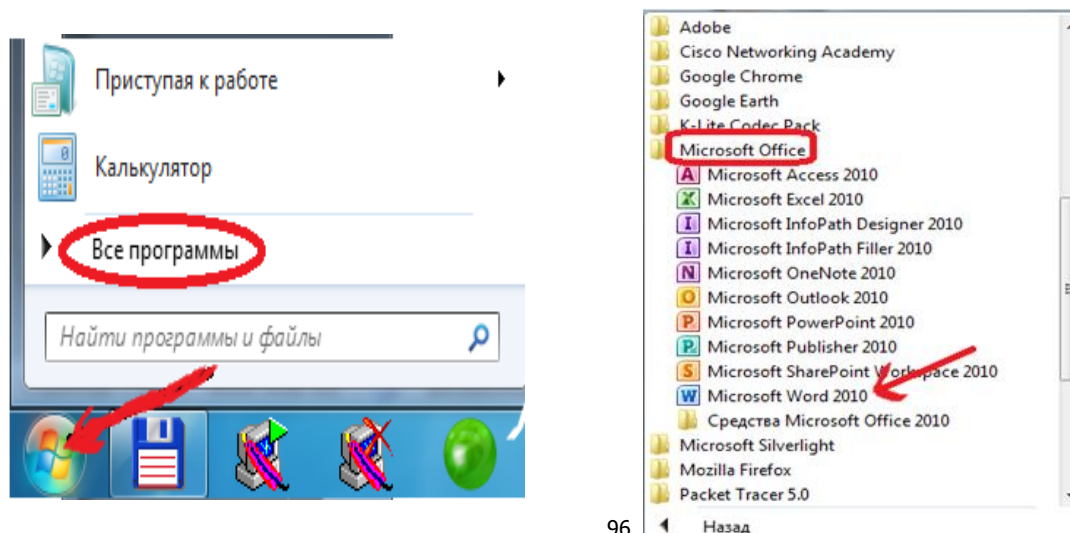 Приступая к работе
Калькулятор
Все программы
Найти программы и файлы
Adobe
Cisco Networking Academy
Google Chrome
Google Earth
K-Lite Codec Pack
Microsoft Office
Microsoft Access 2010
Microsoft Excel 2010
Microsoft InfoPath Designer 2010
Microsoft InfoPath Filler 2010
Microsoft OneNote 2010
Microsoft Outlook 2010
Microsoft PowerPoint 2010
Microsoft Publisher 2010
Microsoft SharePoint Workspace 2010
Microsoft Word 2010
Средства Microsoft Office 2010
Microsoft Silverlight
Mozilla Firefox
Packet Tracer 5.0
Назад
96